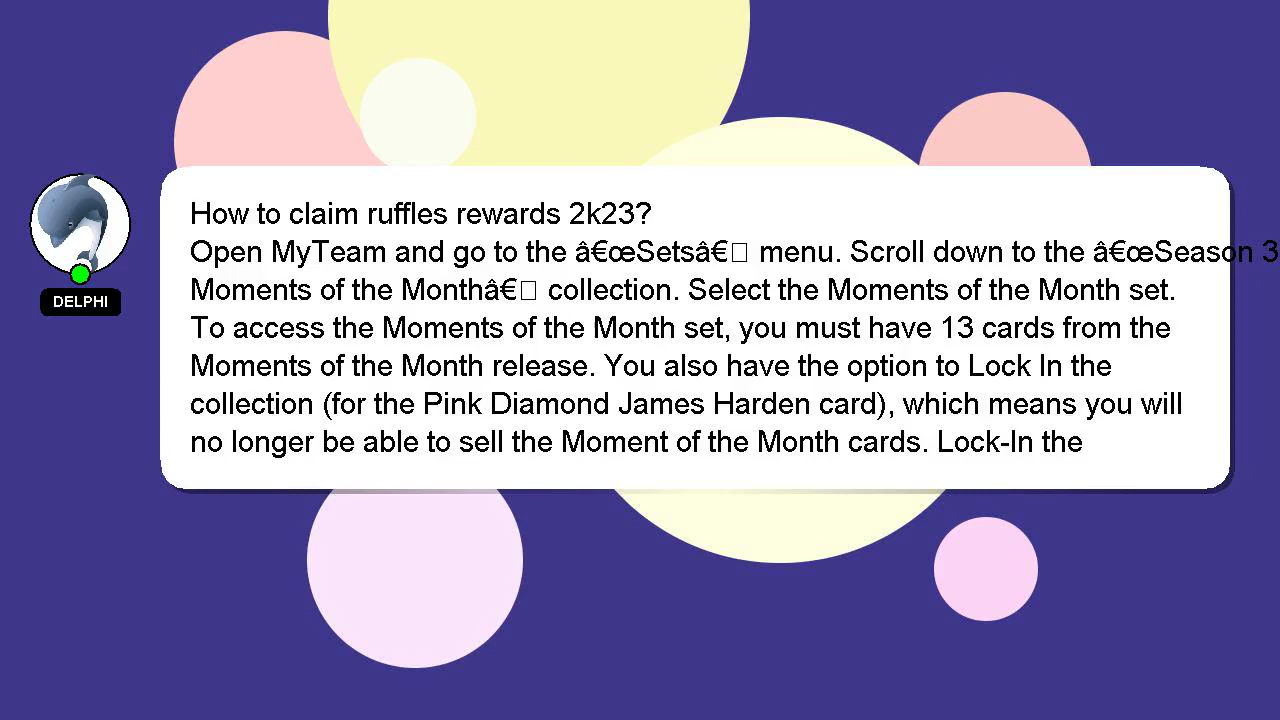 How to claim ruffles rewards 2k23?
Open MyTeam and go to the â€œSetsâ€□ menu. Scroll down to the â€œSeason 3
Moments of the Monthâ€□ collection. Select the Moments of the Month set.
To access the Moments of the Month set, you must have 13 cards from the
Moments of the Month release. You also have the option to Lock In the
collection (for the Pink Diamond James Harden card), which means you will
no longer be able to sell the Moment of the Month cards. Lock-In the
DELPHI